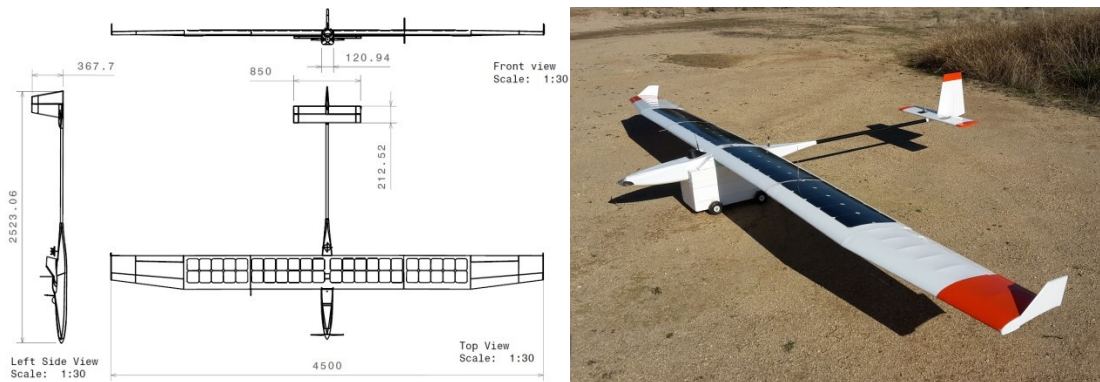 367.7
850
120.94
Front view
Scale: 1:30
212.52
2523.06
Left Side View
Scale: 1:30
Top View
Scale: 1:30
4500